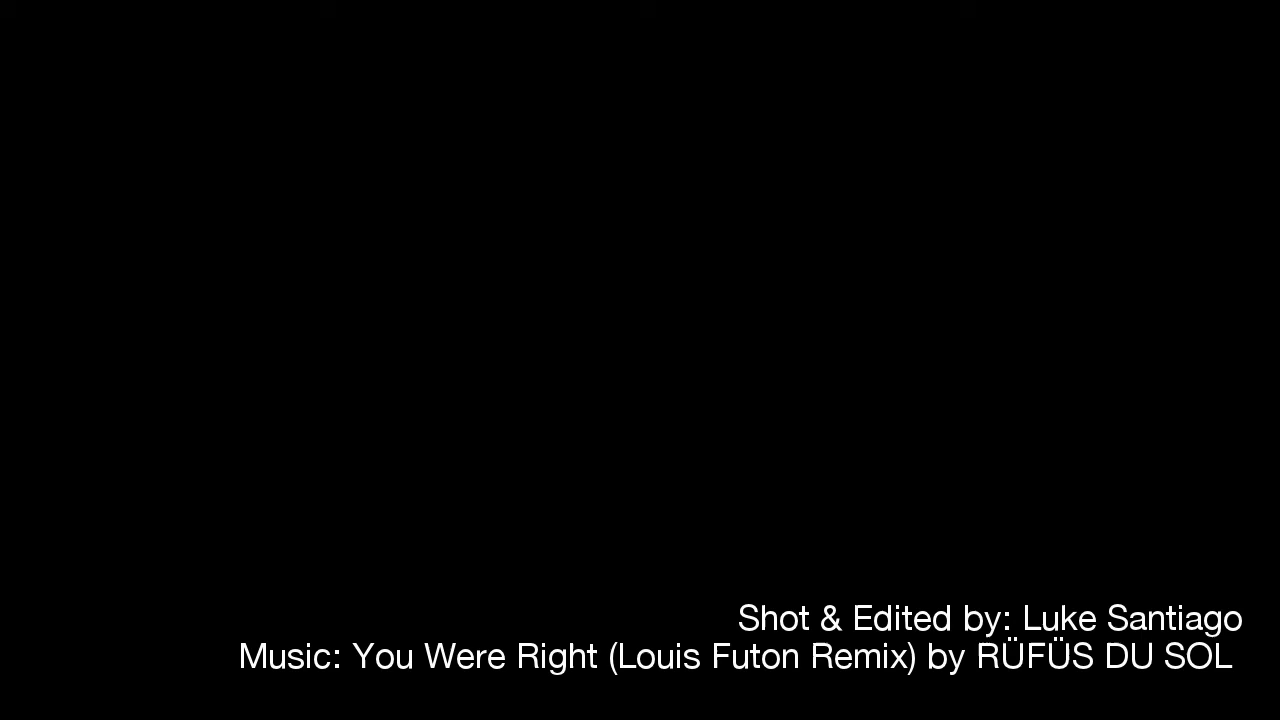 Shot & Edited by: Luke Santiago
Music: You Were Right (Louis Futon Remix) by RÜFÜS DU SOL